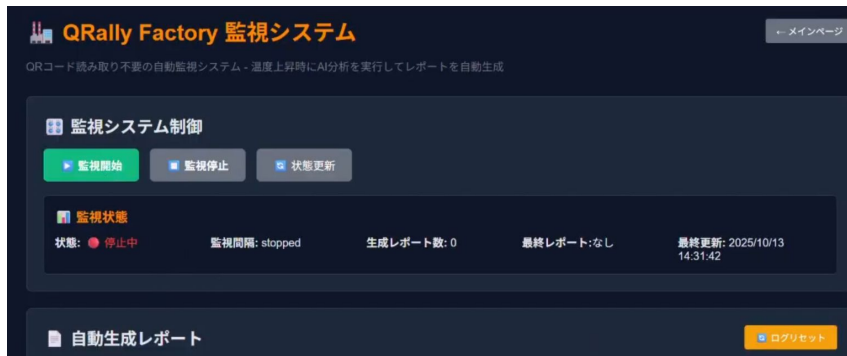 QRally Factory 監視システム
← メインページ
QRコード読み取り不要の自動監視システム - 温度上昇時にAI分析を実行してレポートを自動生成
監視システム制御
監視開始
監視停止
状態更新
監視状態
状態: 停止中
監視間隔: stopped
生成レポート数: 0
最終レポート:なし
最終更新: 2025/10/13
14:31:42
自動生成レポート
ログリセット